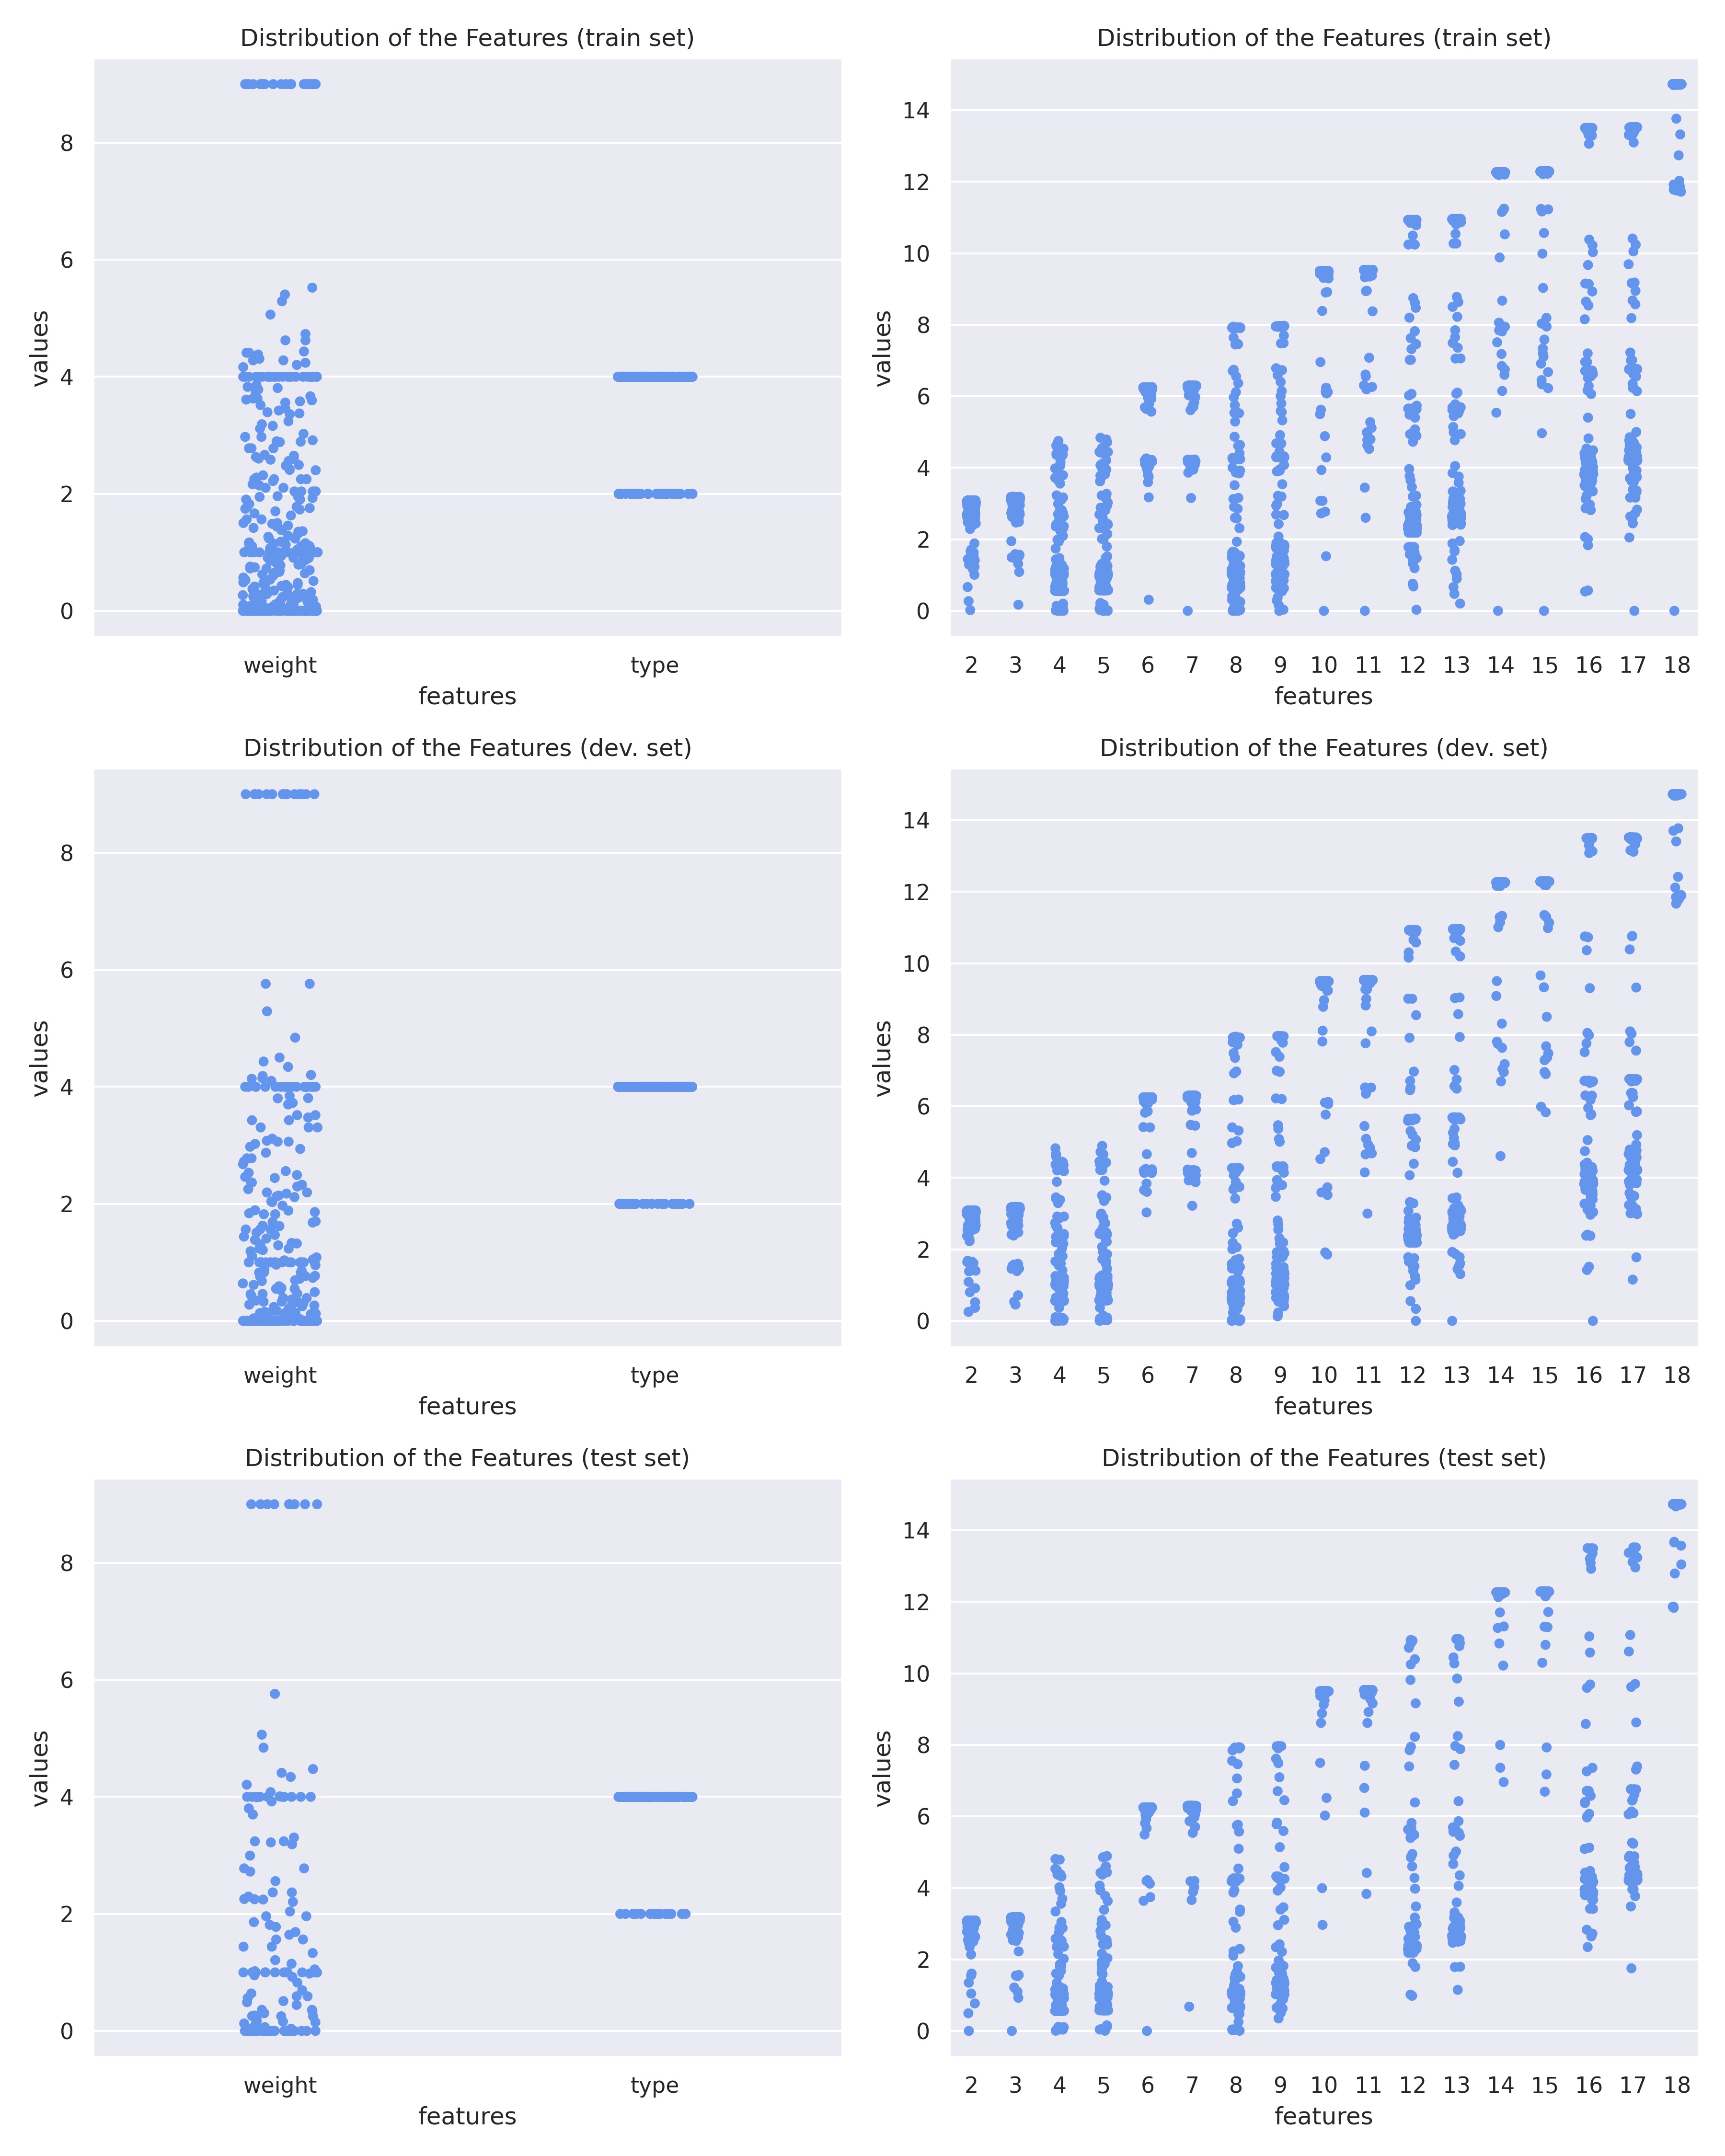 Distribution of the Features (train set)
values
8
6
4
2
0
weight type
features
Distribution of the Features (train set)
values
14
12
10
8
6
4
2
0
2 3 4 5 6 7 8 9 10 11 12 13 14 15 16 17 18
features
Distribution of the Features (dev. set)
values
8
6
4
2
0
weight type
features
Distribution of the Features (dev. set)
values
14
12
10
8
6
4
2
0
2 3 4 5 6 7 8 9 10 11 12 13 14 15 16 17 18
features
Distribution of the Features (test set)
values
8
6
4
2
0
weight type
features
Distribution of the Features (test set)
values
14
12
10
8
6
4
2
0
2 3 4 5 6 7 8 9 10 11 12 13 14 15 16 17 18
features